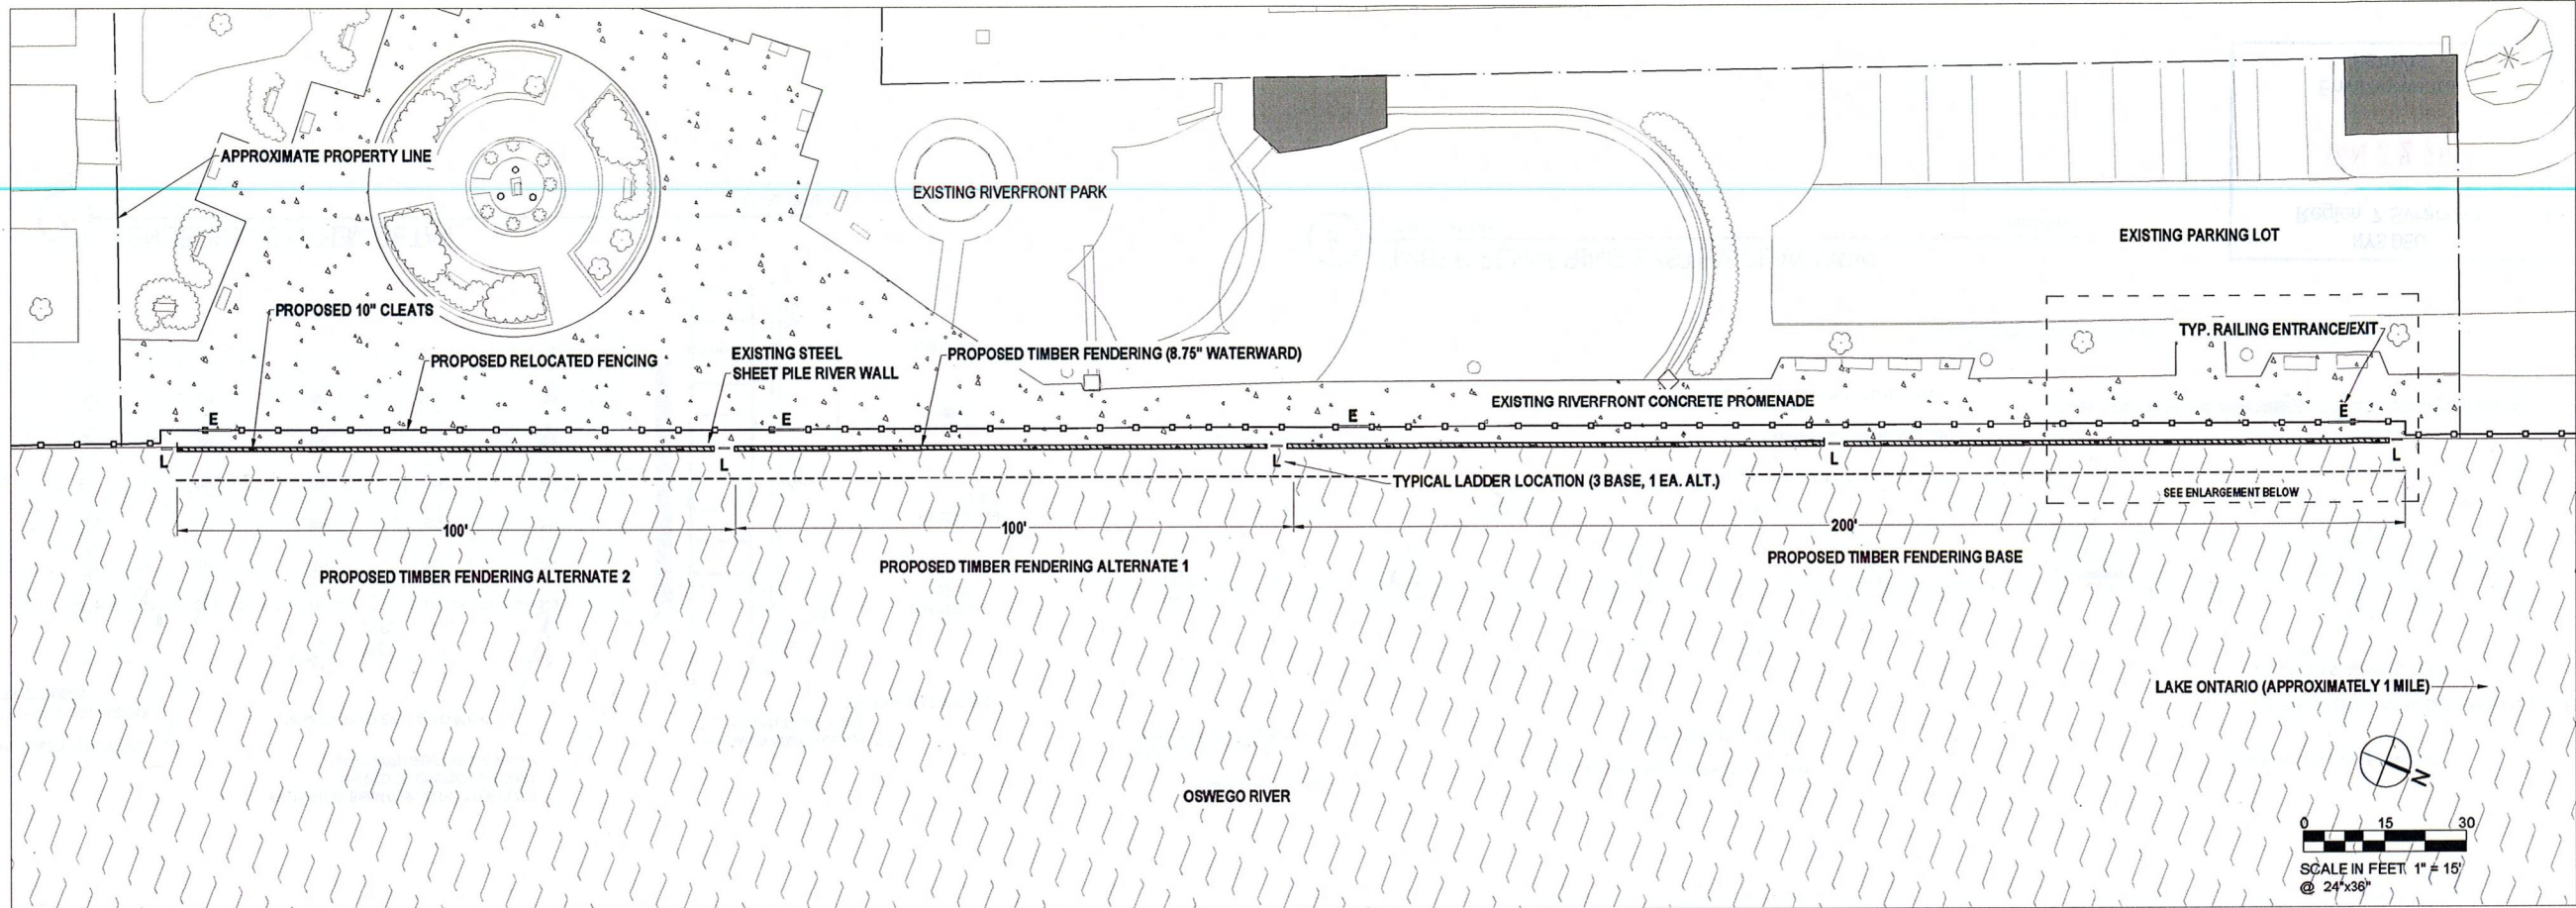 APPROXIMATE PROPERTY LINE
EXISTING RIVERFRONT PARK
EXISTING PARKING LOT
PROPOSED 10" CLEATS
PROPOSED RELOCATED FENCING
EXISTING STEEL
SHEET PILE RIVER WALL
PROPOSED TIMBER FENDERING (8.75" WATERWARD)
TYP. RAILING ENTRANCE/EXIT
EXISTING RIVERFRONT CONCRETE PROMENADE
E
E
E
E
L
L
L
L
L
TYPICAL LADDER LOCATION (3 BASE, 1 EA. ALT.)
SEE ENLARGEMENT BELOW
100'
100'
200'
PROPOSED TIMBER FENDERING ALTERNATE 2
PROPOSED TIMBER FENDERING ALTERNATE 1
PROPOSED TIMBER FENDERING BASE
LAKE ONTARIO (APPROXIMATELY 1 MILE)
OSWEGO RIVER
N
0 15 30
SCALE IN FEET 1" = 15'
@ 24"x36"